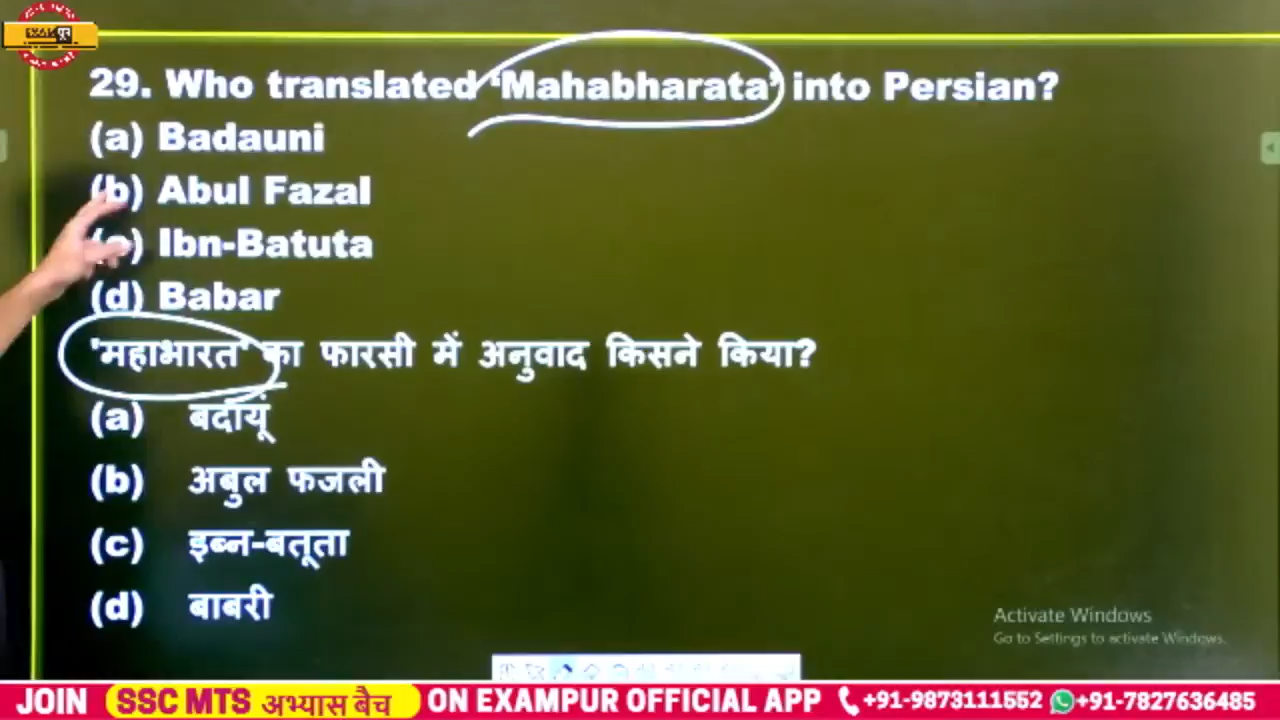 EXAM पुर
29. Who translated 'Mahabharata' into Persian?
(a) Badauni
(b) Abul Fazal
(c) Ibn-Batuta
(d) Babar
'महाभारत' का फारसी में अनुवाद किसने किया?
(a) बदायूं
(b) अबुल फजली
(c) इब्न-बतूता
(d) बाबरी
Activate Windows
Go to Settings to activate Windows.
JOIN SSC MTS अभ्यास बैच ON EXAMPUR OFFICIAL APP +91-9873111552 +91-7827636485